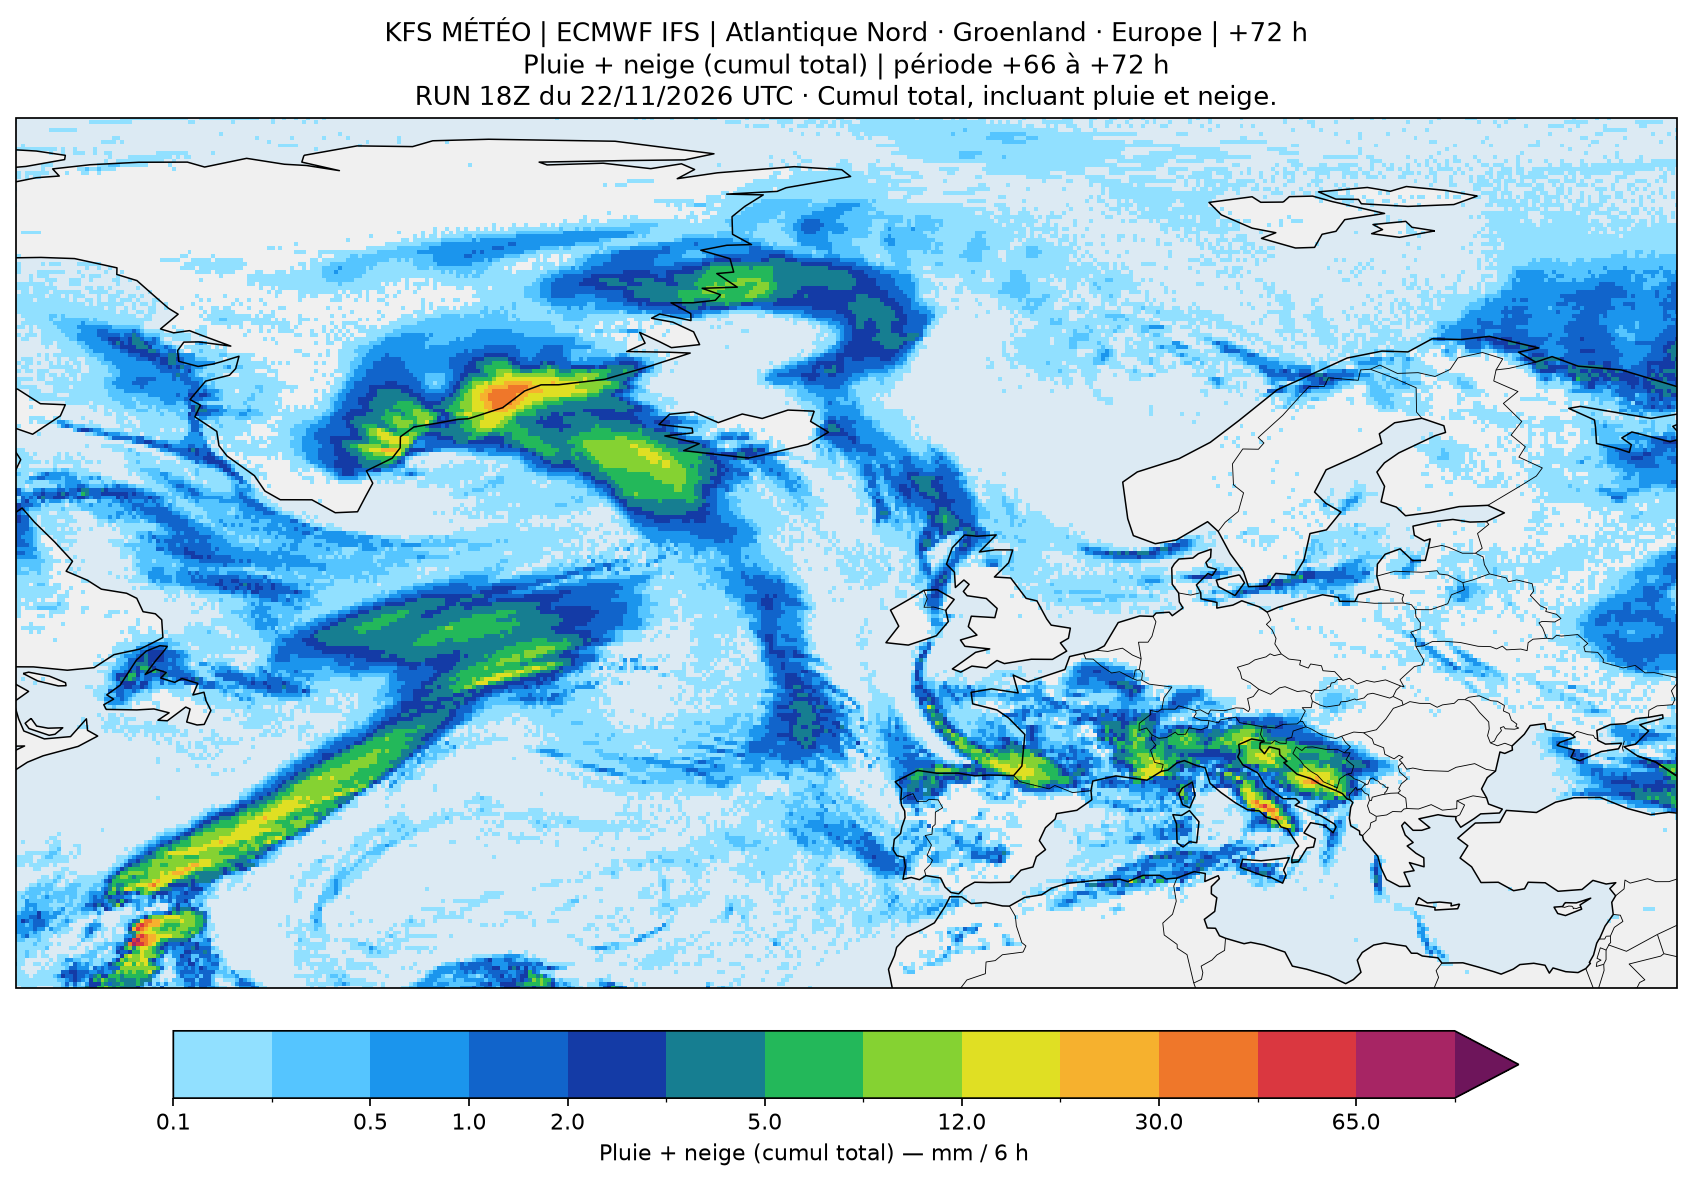 KFS MÉTÉO | ECMWF IFS | Atlantique Nord · Groenland · Europe | +72 h
Pluie + neige (cumul total) | période +66 à +72 h
RUN 18Z du 22/11/2026 UTC · Cumul total, incluant pluie et neige.
0.1 0.5 1.0 2.0 5.0 12.0 30.0 65.0
Pluie + neige (cumul total) — mm / 6 h